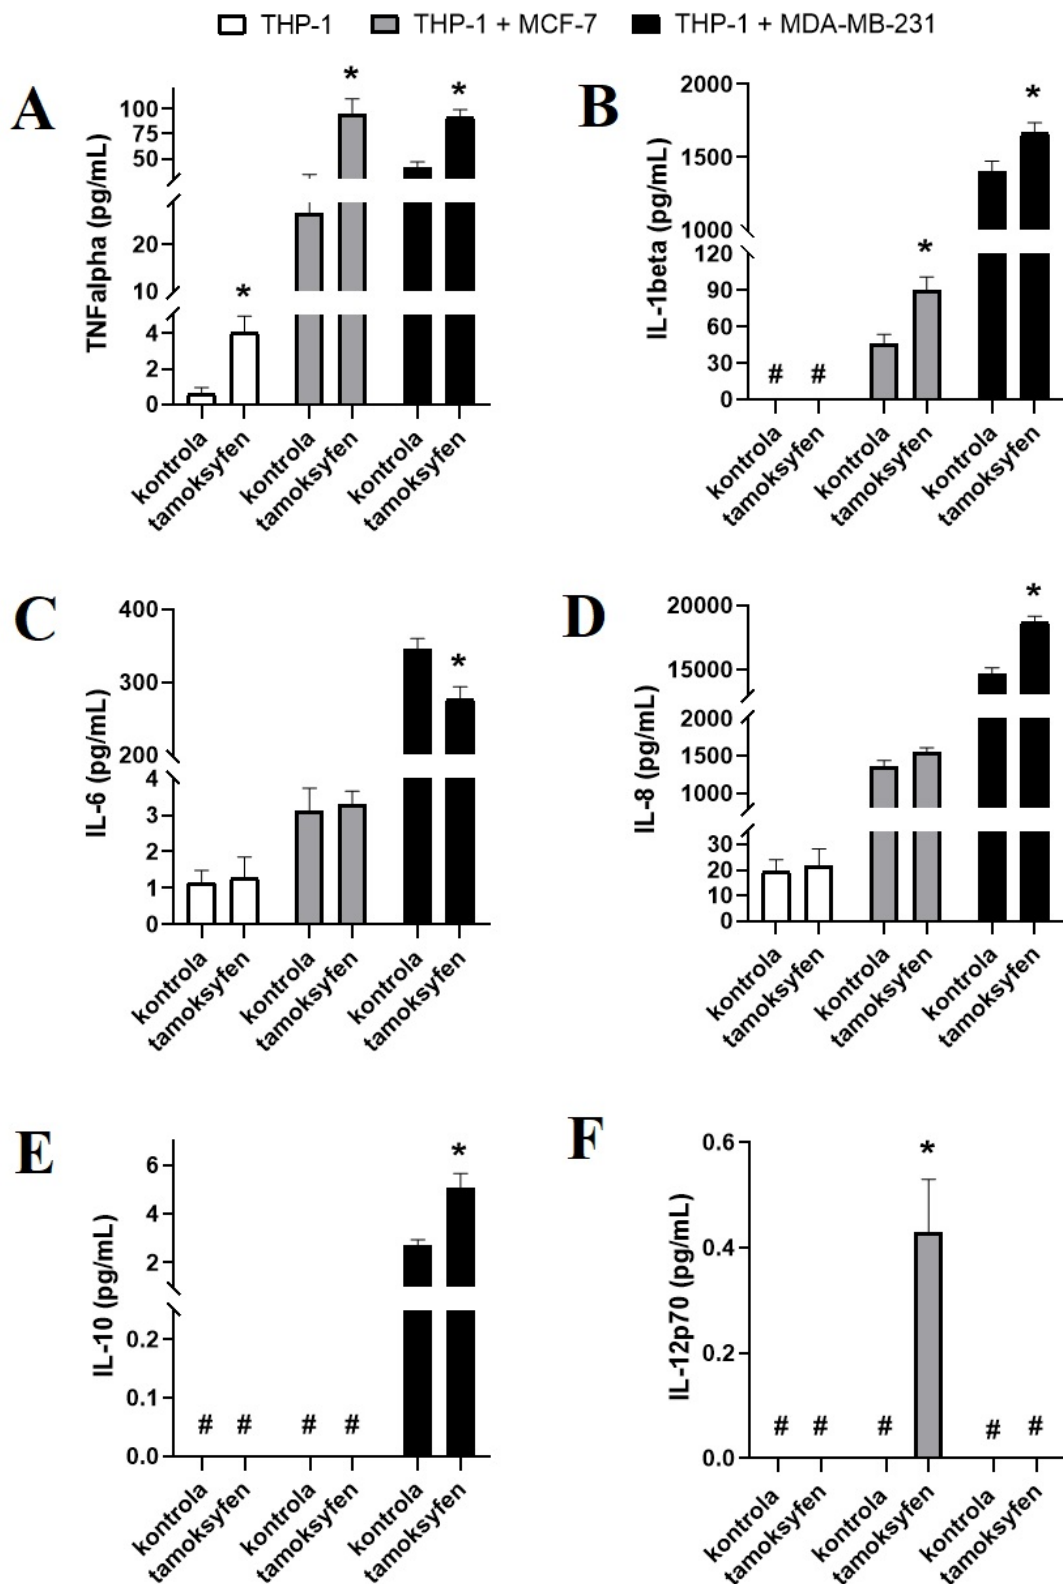 THP-1 THP-1 + MCF-7 THP-1 + MDA-MB-231
A
TNFalpha (pg/mL)
100
75
50
20
10
4
2
0
* * *
kontrola tamoksyfen kontrola tamoksyfen kontrola tamoksyfen
B
IL-1beta (pg/mL)
2000
1500
1000
120
90
60
30
0
# # * *
kontrola tamoksyfen kontrola tamoksyfen kontrola tamoksyfen
C
IL-6 (pg/mL)
400
300
200
4
3
2
1
0
*
kontrola tamoksyfen kontrola tamoksyfen kontrola tamoksyfen
D
IL-8 (pg/mL)
20000
15000
2000
1500
1000
30
20
10
0
*
kontrola tamoksyfen kontrola tamoksyfen kontrola tamoksyfen
E
IL-10 (pg/mL)
6
4
2
0.2
0.1
0.0
# # # # *
kontrola tamoksyfen kontrola tamoksyfen kontrola tamoksyfen
F
IL-12p70 (pg/mL)
0.6
0.4
0.2
0.0
# # # * # #
kontrola tamoksyfen kontrola tamoksyfen kontrola tamoksyfen